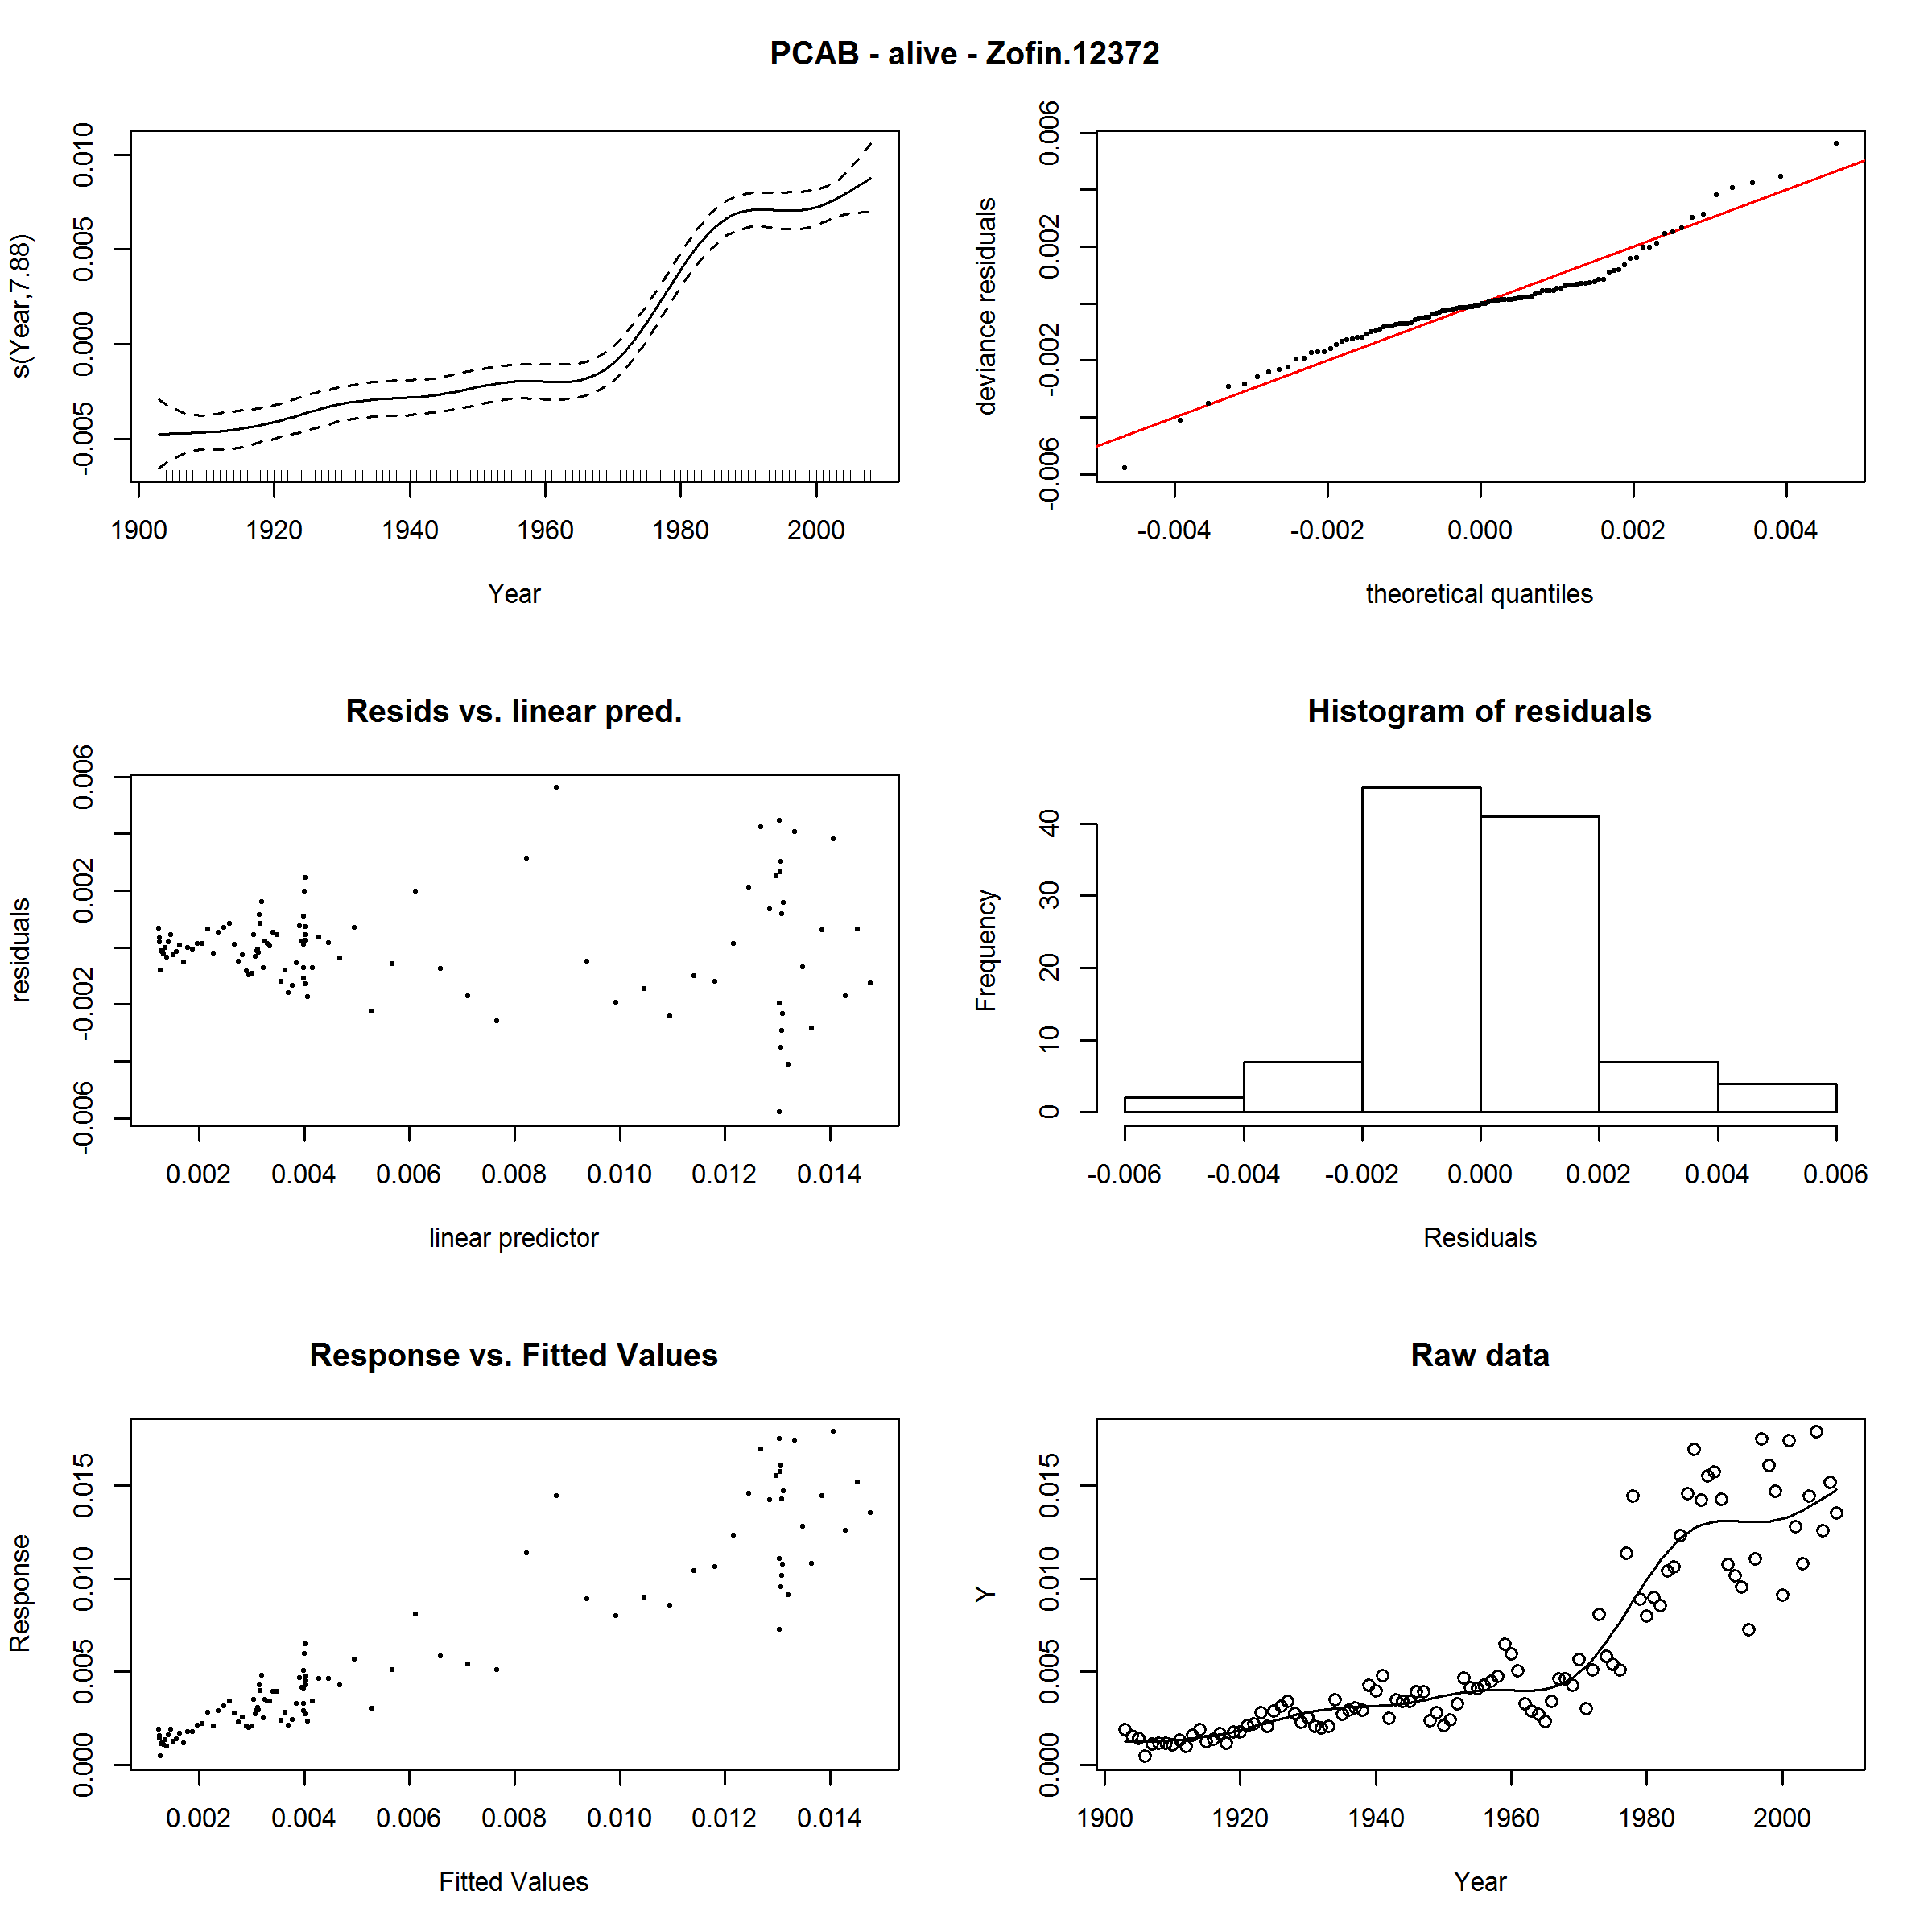 PCAB - alive - Zofin.12372
s(Year,7.88)
-0.005 0.000 0.005 0.010
1900 1920 1940 1960 1980 2000
Year
deviance residuals
-0.006 -0.002 0.002 0.006
-0.004 -0.002 0.000 0.002 0.004
theoretical quantiles
Resids vs. linear pred.
residuals
-0.006 -0.002 0.002 0.006
0.002 0.004 0.006 0.008 0.010 0.012 0.014
linear predictor
Histogram of residuals
Frequency
0 10 20 30 40
-0.006 -0.004 -0.002 0.000 0.002 0.004 0.006
Residuals
Response vs. Fitted Values
Response
0.000 0.005 0.010 0.015
0.002 0.004 0.006 0.008 0.010 0.012 0.014
Fitted Values
Raw data
Y
0.000 0.005 0.010 0.015
1900 1920 1940 1960 1980 2000
Year